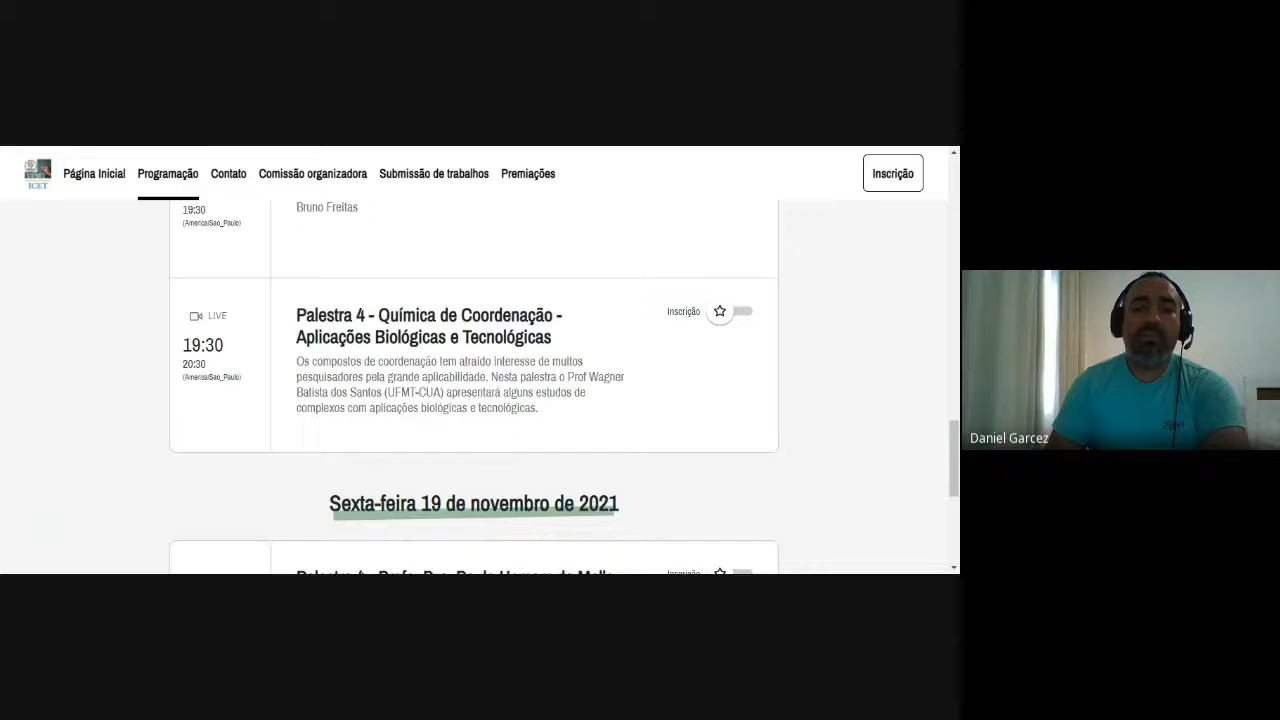 Página Inicial Programação Contato Comissão organizadora Submissão de trabalhos Premiações Inscrição
ICET
19:30
(America/Sao_Paulo)
Bruno Freitas
LIVE
19:30
20:30
(America/Sao_Paulo)
Palestra 4 - Química de Coordenação -
Aplicações Biológicas e Tecnológicas
Inscrição
Os compostos de coordenação tem atraído interesse de muitos
pesquisadores pela grande aplicabilidade. Nesta palestra o Prof Wagner
Batista dos Santos (UFMT-CUA) apresentará alguns estudos de
complexos com aplicações biológicas e tecnológicas.
Sexta-feira 19 de novembro de 2021
Inscrição
Daniel Garcez